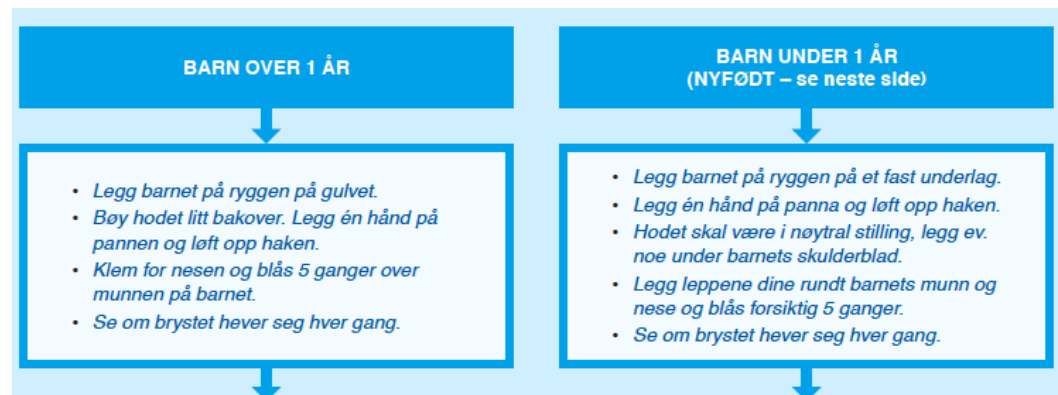 BARN OVER 1 ÅR
• Legg barnet på ryggen på gulvet.
• Bøy hodet litt bakover. Legg én hånd på
pannen og løft opp haken.
• Klem for nesen og blås 5 ganger over
munnen på barnet.
• Se om brystet hever seg hver gang.
BARN UNDER 1 ÅR
(NYFØDT – se neste side)
• Legg barnet på ryggen på et fast underlag.
• Legg én hånd på panna og løft opp haken.
• Hodet skal være i nøytral stilling, legg ev.
noe under barnets skulderblad.
• Legg leppene dine rundt barnets munn og
nese og blås forsiktig 5 ganger.
• Se om brystet hever seg hver gang.